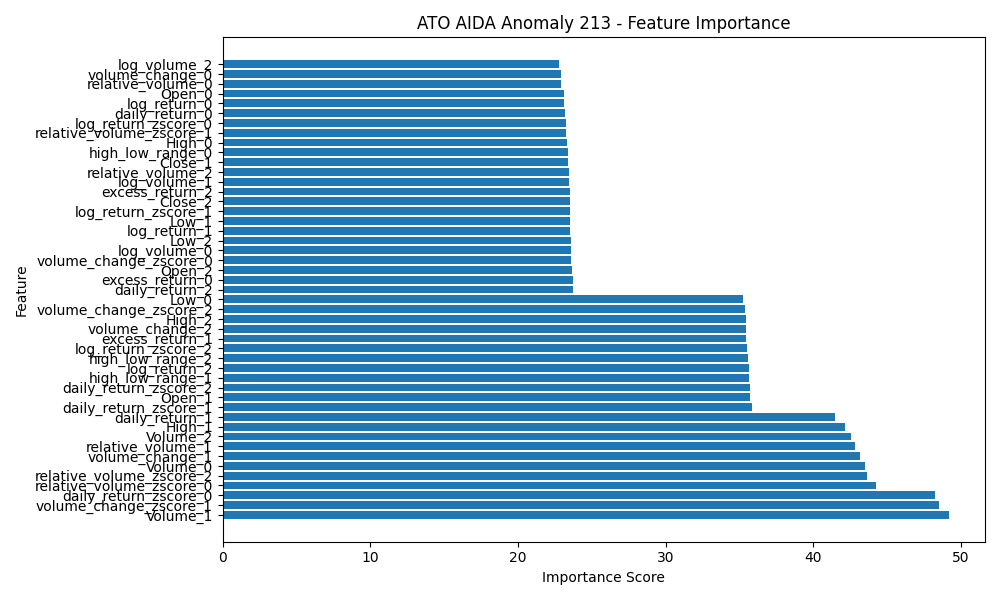 ATO AIDA Anomaly 213 - Feature Importance
log_volume_2
volume_change_0
relative_volume_0
Open_0
log_return_0
daily_return_0
log_return_zscore_0
relative_volume_zscore_1
High_0
high_low_range_0
Close_1
relative_volume_2
log_volume_1
excess_return_2
Close_2
log_return_zscore_1
Low_1
log_return_1
Low_2
log_volume_0
volume_change_zscore_0
Open_2
excess_return_0
daily_return_2
Low_0
volume_change_zscore_2
High_2
volume_change_2
excess_return_1
log_return_zscore_2
high_low_range_2
log_return_2
high_low_range_1
daily_return_zscore_2
Open_1
daily_return_zscore_1
daily_return_1
High_1
Volume_2
relative_volume_1
volume_change_1
Volume_0
relative_volume_zscore_2
relative_volume_zscore_0
daily_return_zscore_0
volume_change_zscore_1
Volume_1
Feature
0 10 20 30 40 50
Importance Score